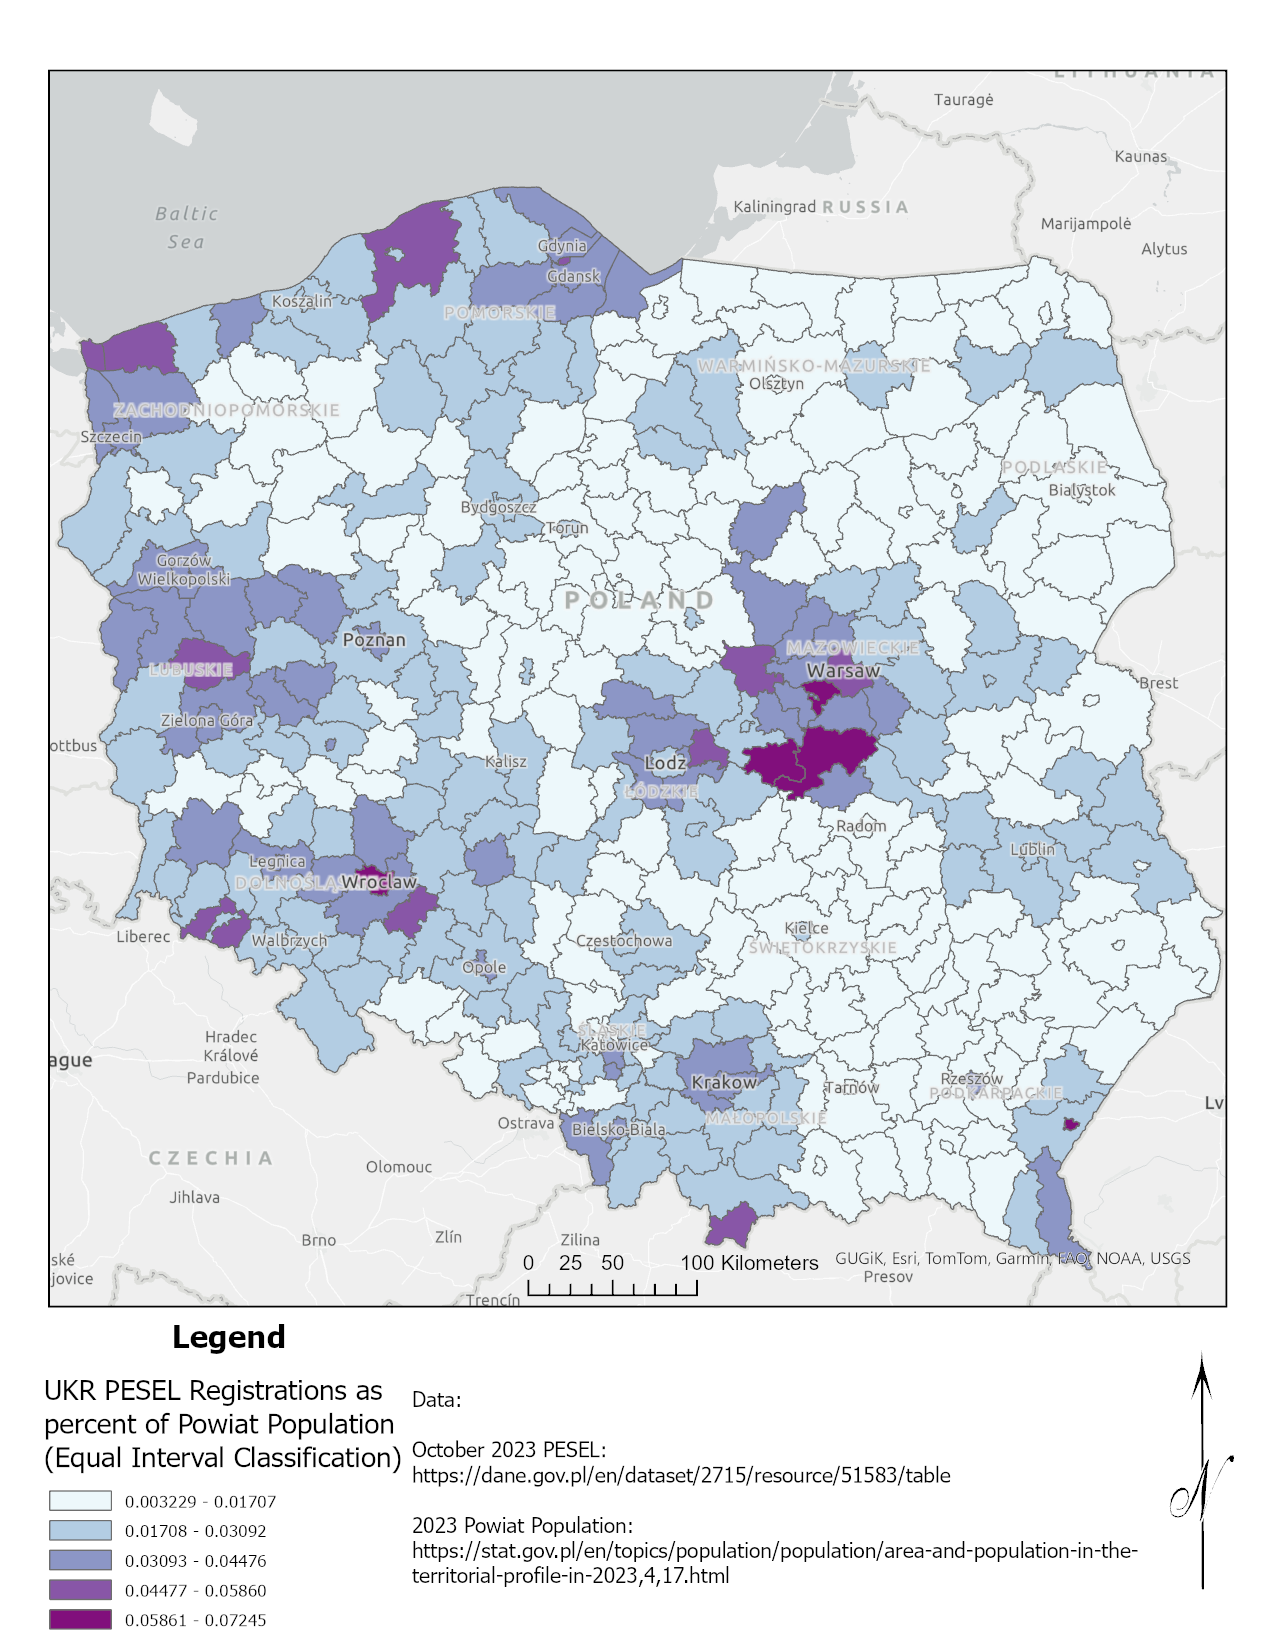 LITHUANIA
Tauragė
Kaunas
Baltic
Sea
Kaliningrad
RUSSIA
Marijampolė
Alytus
Gdynia
Gdansk
Koszalin
POMORSKIE
WARMIŃSKO-MAZURSKIE
Olsztyn
ZACHODNIOPOMORSKIE
Szczecin
PODLASKIE
Białystok
Bydgoszcz
Torun
Gorzów
Wielkopolski
POLAND
Poznan
MAZOWIECKIE
Warsaw
LUBUSKIE
Brest
Zielona Góra
ottbus
Kalisz
Lodz
ŁÓDZKIE
Radom
Legnica
Lublin
DOLNOŚLĄ
Wroclaw
Liberec
Walbrzych
Czestochowa
Kielce
ŚWIĘTOKRZYSKIE
Opole
ŚLĄSKIE
Katowice
Hradec
Králové
ague
Pardubice
Krakow
Tarnów
Rzeszów
PODKARPACKIE
Lv
MAŁOPOLSKIE
Ostrava
Bielsko-Biala
CZECHIA
Olomouc
Jihlava
Brno
Zlín
Zilina
ské
jovice
Trencín
Presov
0 25 50 100 Kilometers
GUGiK, Esri, TomTom, Garmin, FAO, NOAA, USGS
Legend
UKR PESEL Registrations as
percent of Powiat Population
(Equal Interval Classification)
0.003229 - 0.01707
0.01708 - 0.03092
0.03093 - 0.04476
0.04477 - 0.05860
0.05861 - 0.07245
Data:
October 2023 PESEL:
https://dane.gov.pl/en/dataset/2715/resource/51583/table
2023 Powiat Population:
https://stat.gov.pl/en/topics/population/population/area-and-population-in-the-
territorial-profile-in-2023,4,17.html
N